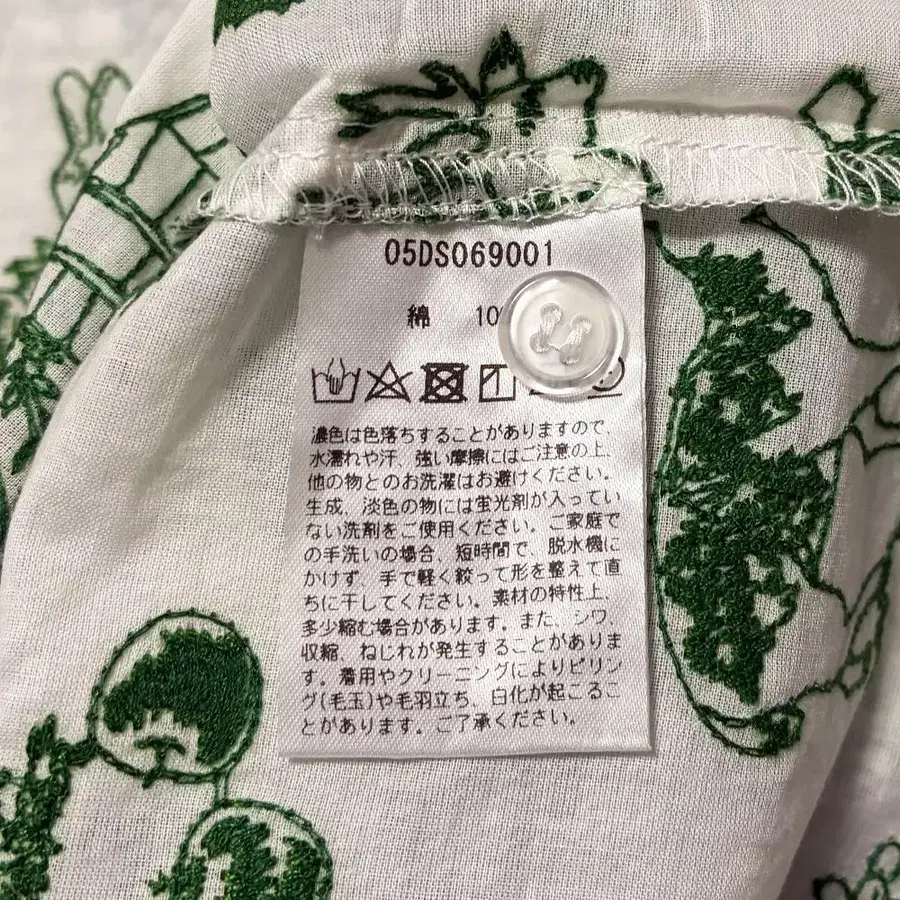 05DS069001
綿 10
濃色は色落ちすることがありますので、
水濡れや汗、強い摩擦にはご注意の上、
他の物とのお洗濯はお避けください。
生成、淡色の物には蛍光剤が入ってい
ない洗剤をご使用ください。ご家庭で
の手洗いの場合、短時間で、脱水機に
かけず、手で軽く絞って形を整えて直
ちに干してください。素材の特性上、
多少縮む場合があります。また、シワ、
収縮、ねじれが発生することがありま
す。着用やクリーニングによりピリン
グ(毛玉)や毛羽立ち、白化が起こるこ
とがあります。ご了承ください。